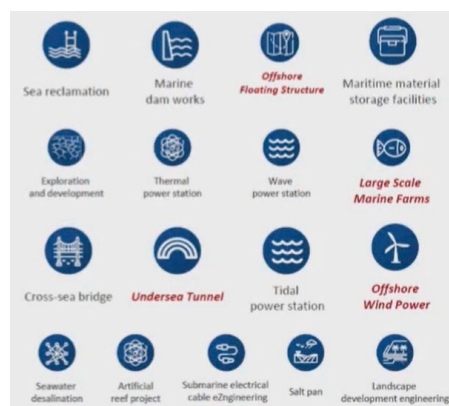 Sea reclamation
Marine
dam works
Offshore
Floating Structure
Maritime material
storage facilities
Exploration
and development
Thermal
power station
Wave
power station
Large Scale
Marine Farms
Cross-sea bridge
Undersea Tunnel
Tidal
power station
Offshore
Wind Power
Seawater
desalination
Artificial
reef project
Submarine electrical
cable eZngineering
Salt pan
Landscape
development engineering